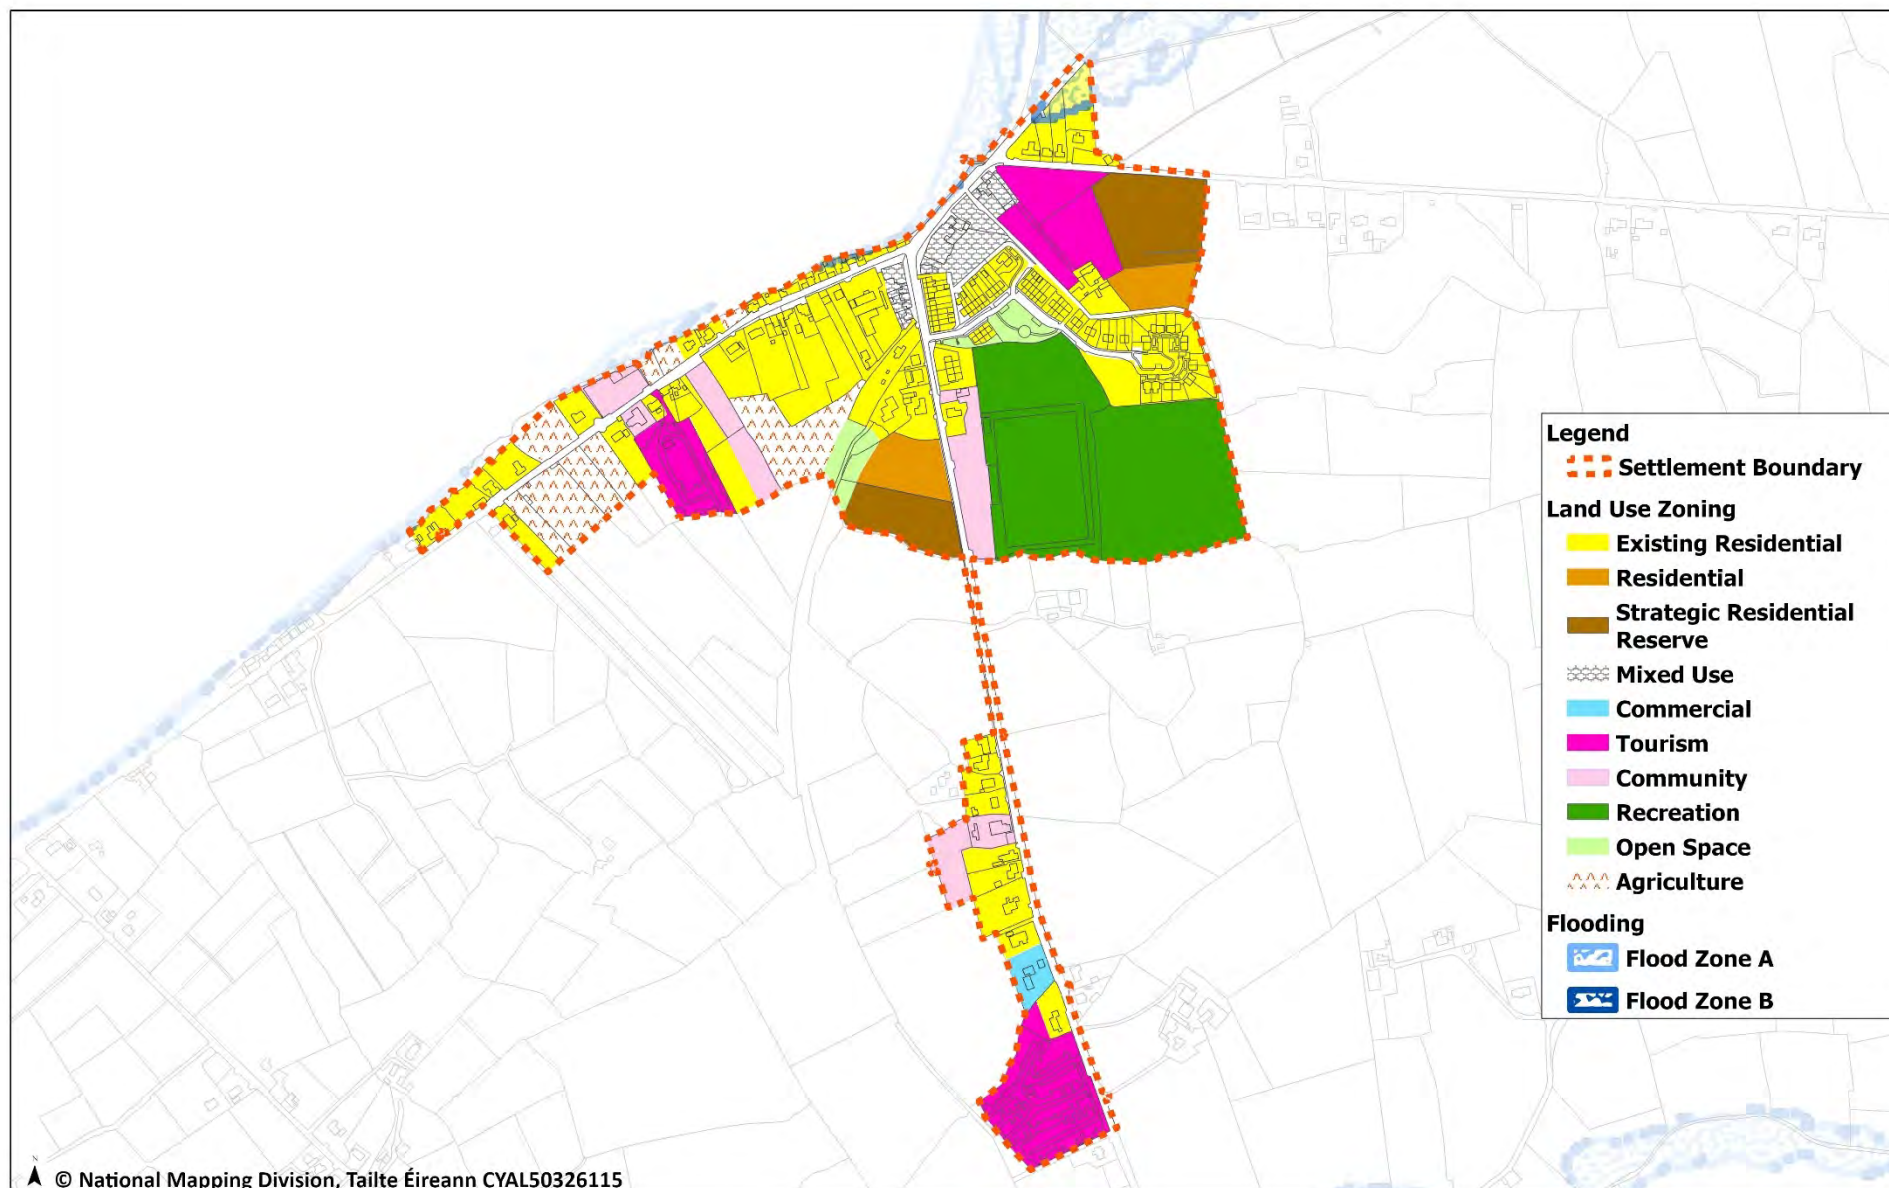 Legend
Settlement Boundary
Land Use Zoning
Existing Residential
Residential
Strategic Residential
Reserve
Mixed Use
Commercial
Tourism
Community
Recreation
Open Space
Agriculture
Flooding
Flood Zone A
Flood Zone B
N
© National Mapping Division, Tailte Éireann CYAL50326115